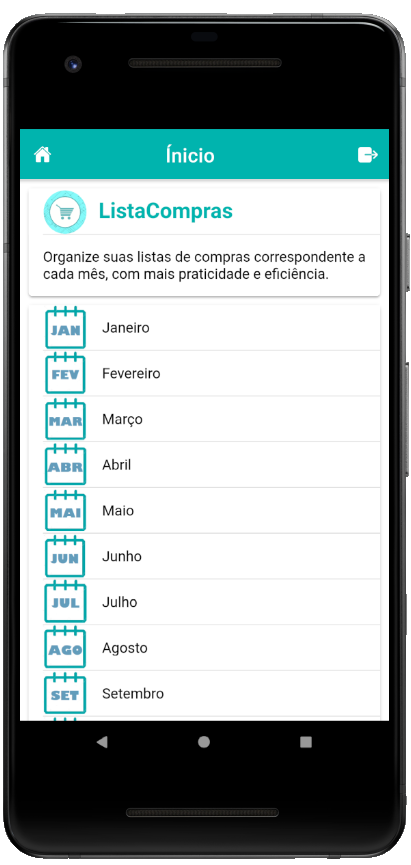 Ínicio
ListaCompras
Organize suas listas de compras correspondente a
cada mês, com mais praticidade e eficiência.
JAN Janeiro
FEV Fevereiro
MAR Março
ABR Abril
MAI Maio
JUN Junho
JUL Julho
AGO Agosto
SET Setembro